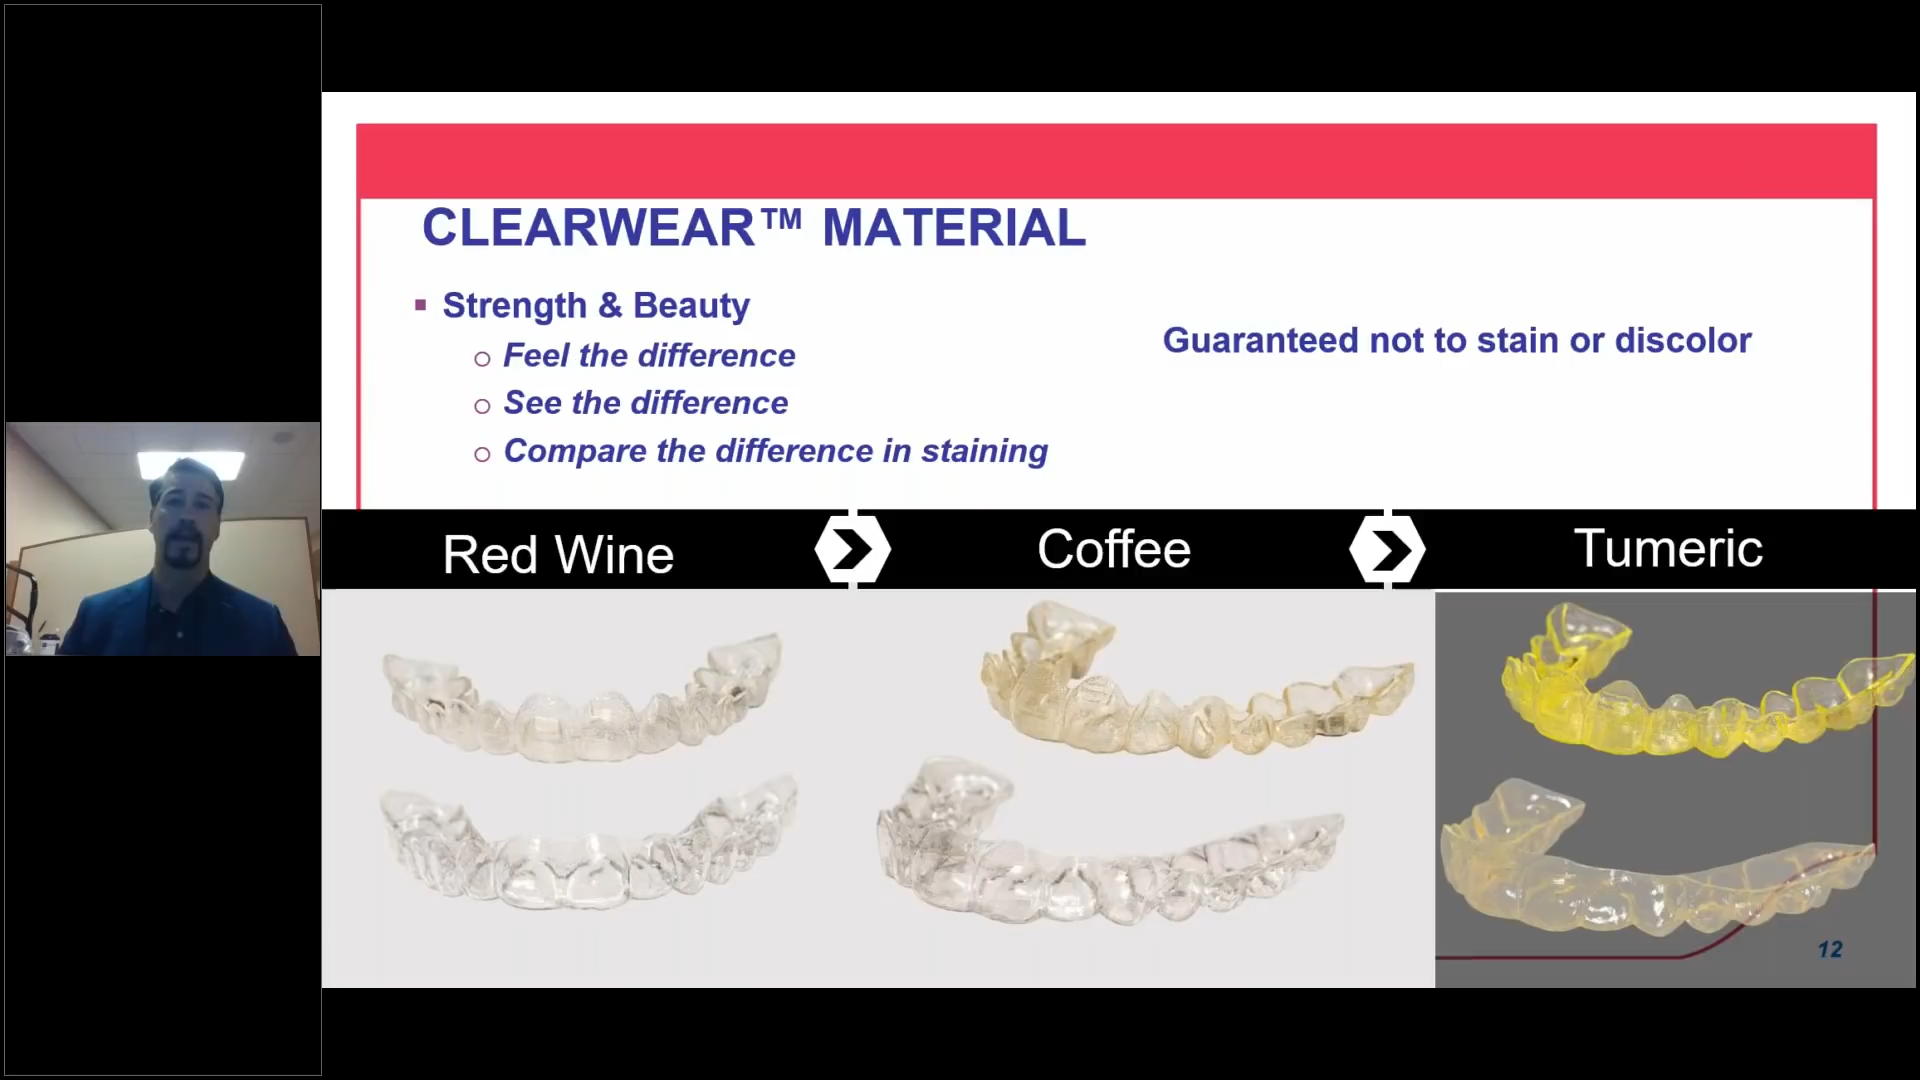 CLEARWEAR™ MATERIAL
Strength & Beauty
Feel the difference
See the difference
Compare the difference in staining
Guaranteed not to stain or discolor
Red Wine
Coffee
Tumeric
12